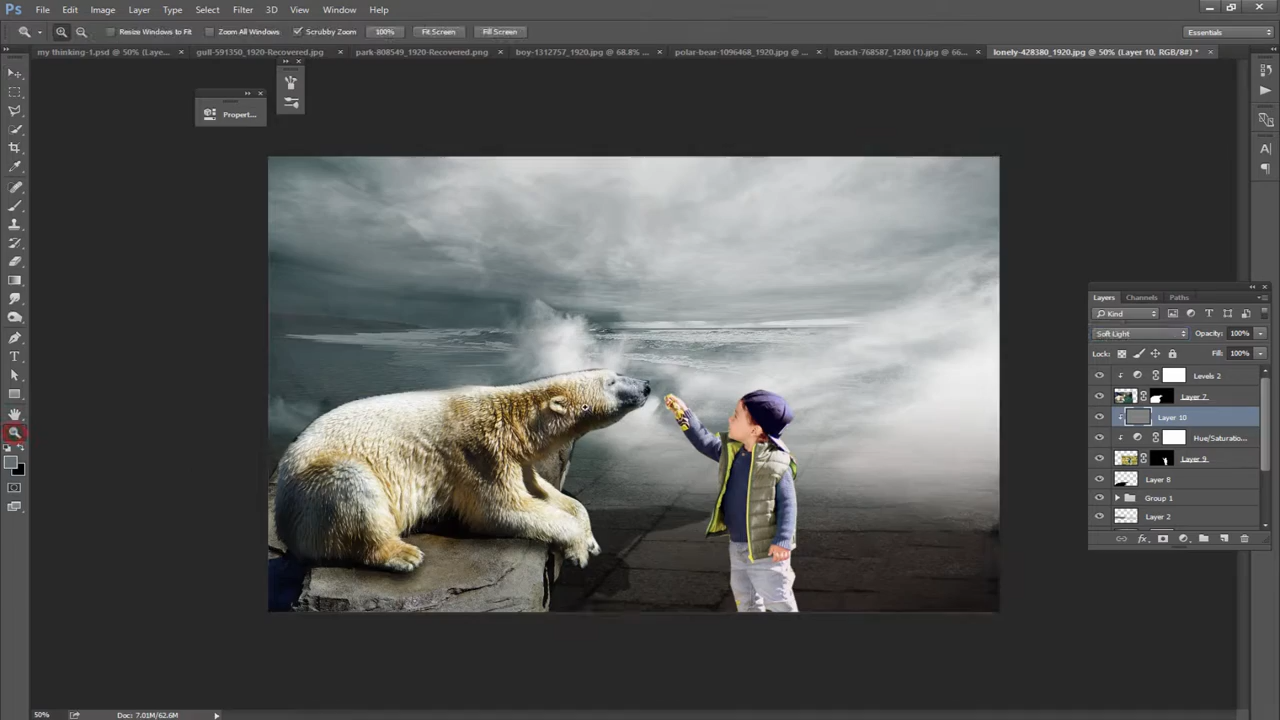 Ps File Edit Image Layer Type Select Filter 3D View Window Help
Resize Windows to Fit Zoom All Windows Scrubby Zoom 100% Fit Screen Fill Screen Essentials
my thinking-1.psd @ 50% (Laye... × gull-591350_1920-Recovered.jpg × park-808549_1920-Recovered.png × boy-1312757_1920.jpg @ 68.8% ... × polar-bear-1096468_1920.jpg @ ... × beach-768587_1280 (1).jpg @ 66... × lonely-428380_1920.jpg @ 50% (Layer 10, RGB/8#) * ×
Propert...
Layers Channels Paths
Kind
Soft Light Opacity: 100%
Lock: Fill: 100%
Levels 2
Layer 7
Layer 10
Hue/Saturatio...
Layer 9
Layer 8
Group 1
Layer 2
fx
50% Doc: 7.01M/62.6M